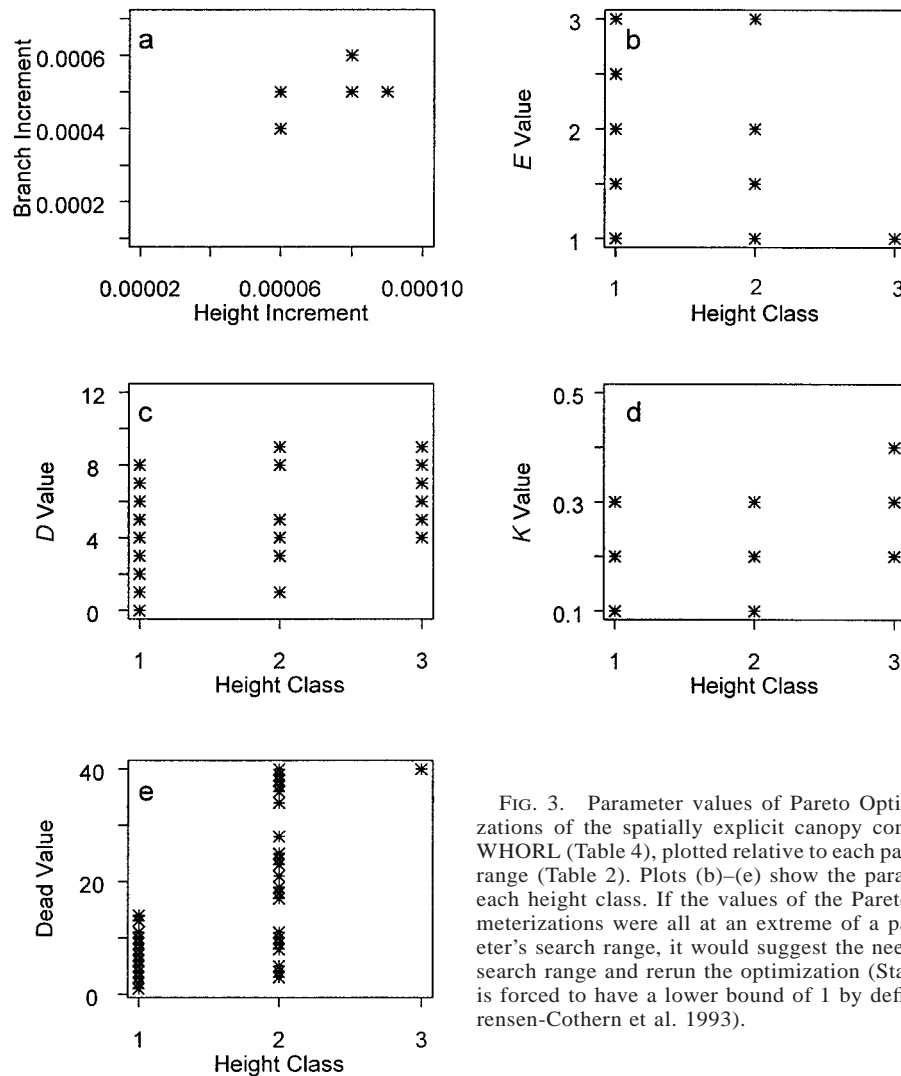 a
0.0006
0.0004
0.0002
Branch Increment
0.00002 0.00006 0.00010
Height Increment
b
3
2
1
E Value
1 2 3
Height Class
c
12
8
4
0
D Value
1 2 3
Height Class
d
0.5
0.3
0.1
K Value
1 2 3
Height Class
e
40
20
0
Dead Value
1 2 3
Height Class
FIG. 3. Parameter values of Pareto Opti-
zations of the spatially explicit canopy con
WHORL (Table 4), plotted relative to each pa
range (Table 2). Plots (b)–(e) show the para
each height class. If the values of the Pareto
meterizations were all at an extreme of a pa
eter's search range, it would suggest the nee
search range and rerun the optimization (Sta
is forced to have a lower bound of 1 by defi
rensen-Cothern et al. 1993).